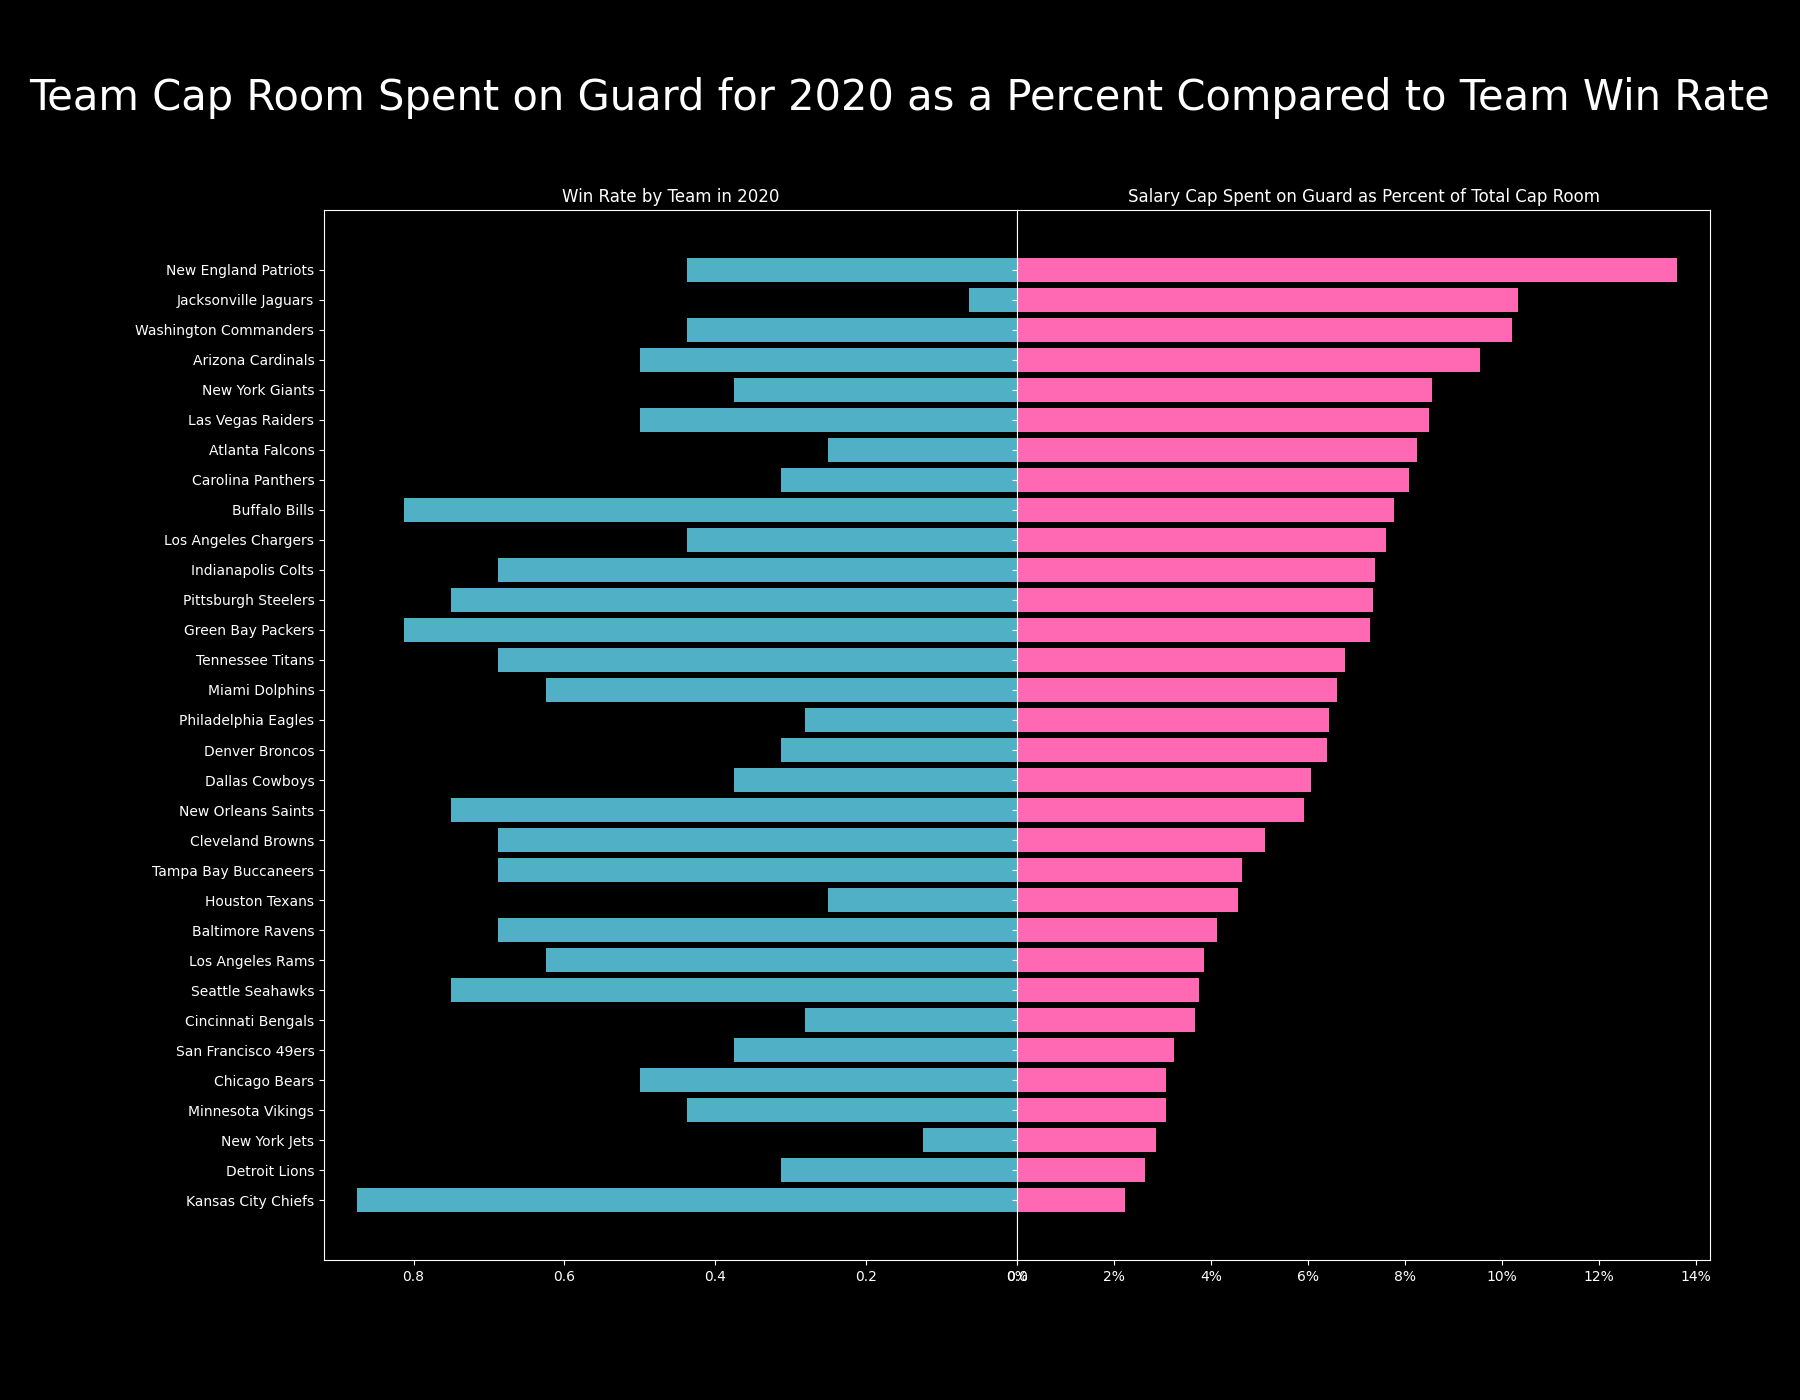 Team Cap Room Spent on Guard for 2020 as a Percent Compared to Team Win Rate
Win Rate by Team in 2020
Salary Cap Spent on Guard as Percent of Total Cap Room
New England Patriots
Jacksonville Jaguars
Washington Commanders
Arizona Cardinals
New York Giants
Las Vegas Raiders
Atlanta Falcons
Carolina Panthers
Buffalo Bills
Los Angeles Chargers
Indianapolis Colts
Pittsburgh Steelers
Green Bay Packers
Tennessee Titans
Miami Dolphins
Philadelphia Eagles
Denver Broncos
Dallas Cowboys
New Orleans Saints
Cleveland Browns
Tampa Bay Buccaneers
Houston Texans
Baltimore Ravens
Los Angeles Rams
Seattle Seahawks
Cincinnati Bengals
San Francisco 49ers
Chicago Bears
Minnesota Vikings
New York Jets
Detroit Lions
Kansas City Chiefs
0.8 0.6 0.4 0.2 2% 4% 6% 8% 10% 12% 14%